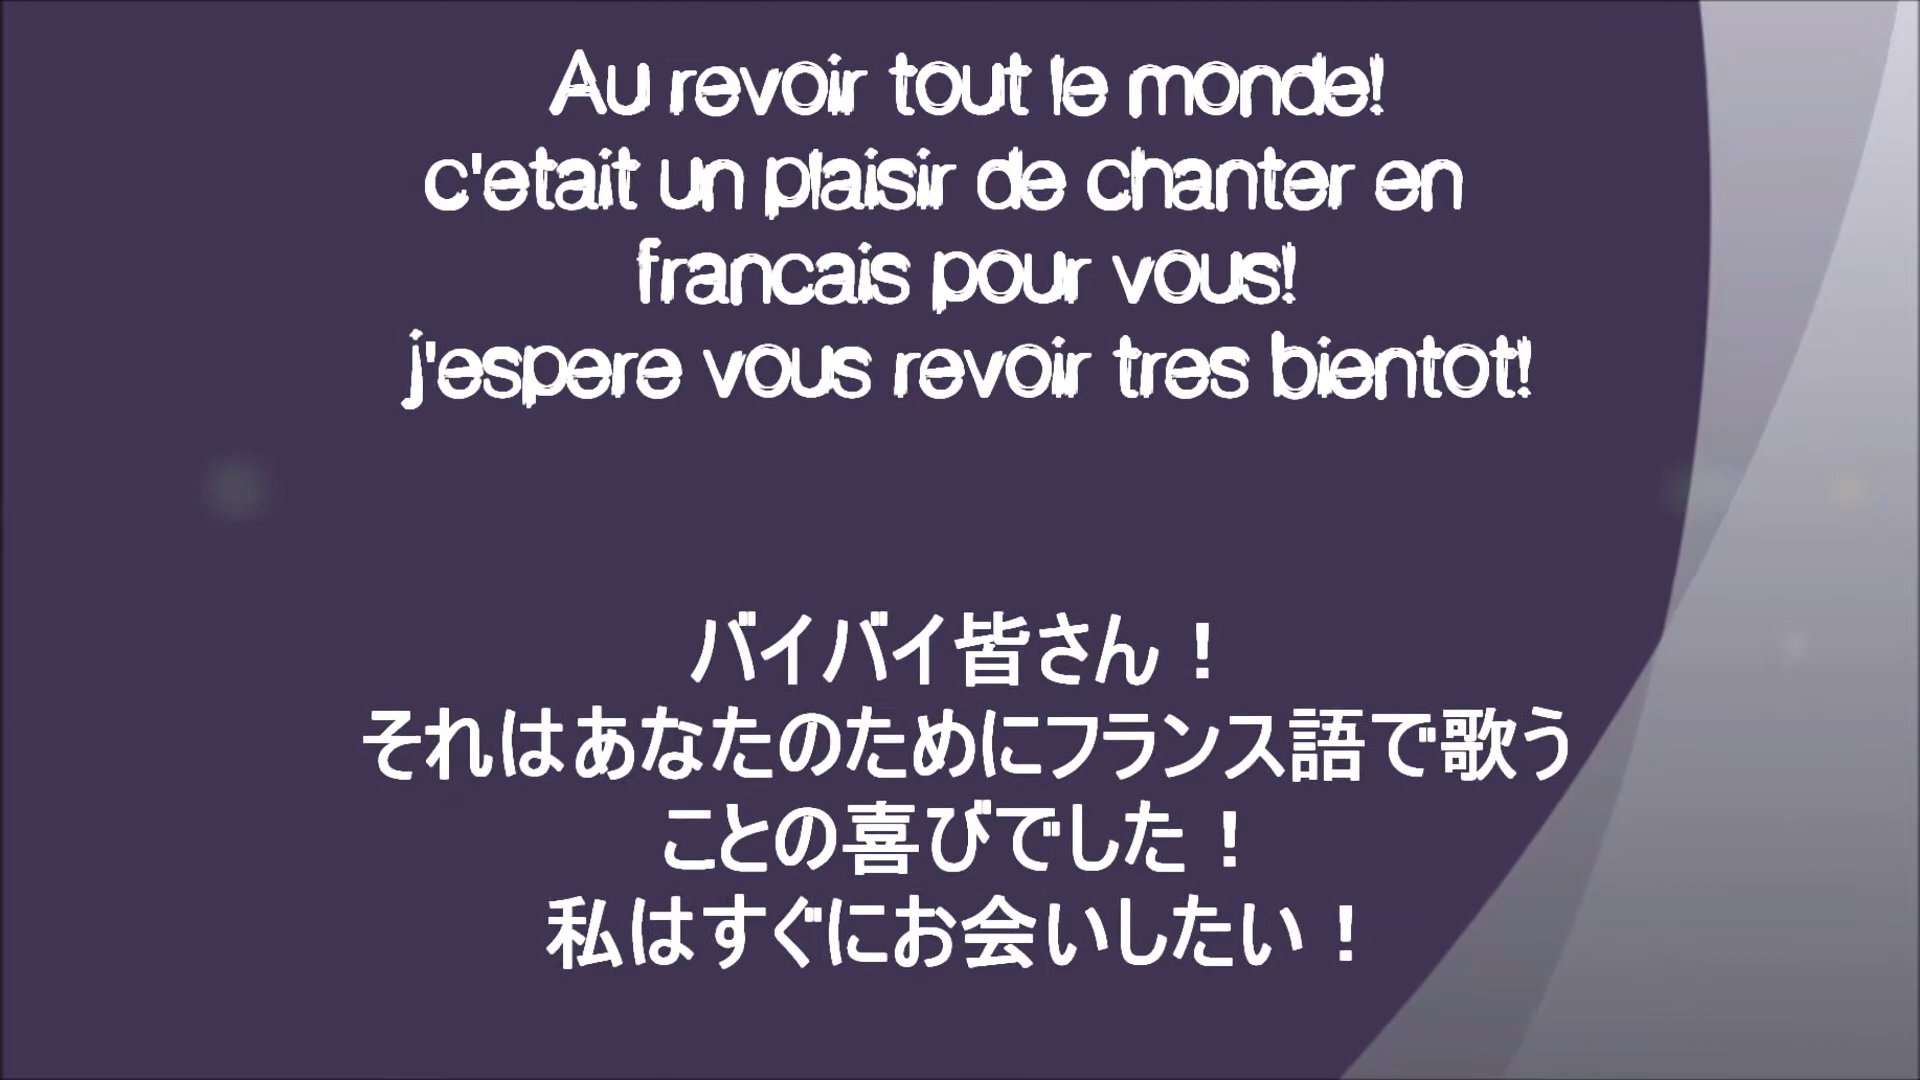 Au revoir tout le monde!
c'etait un plaisir de chanter en
francais pour vous!
j'espere vous revoir tres bientot!
バイバイ皆さん！
それはあなたのためにフランス語で歌う
ことの喜びでした！
私はすぐにお会いしたい！